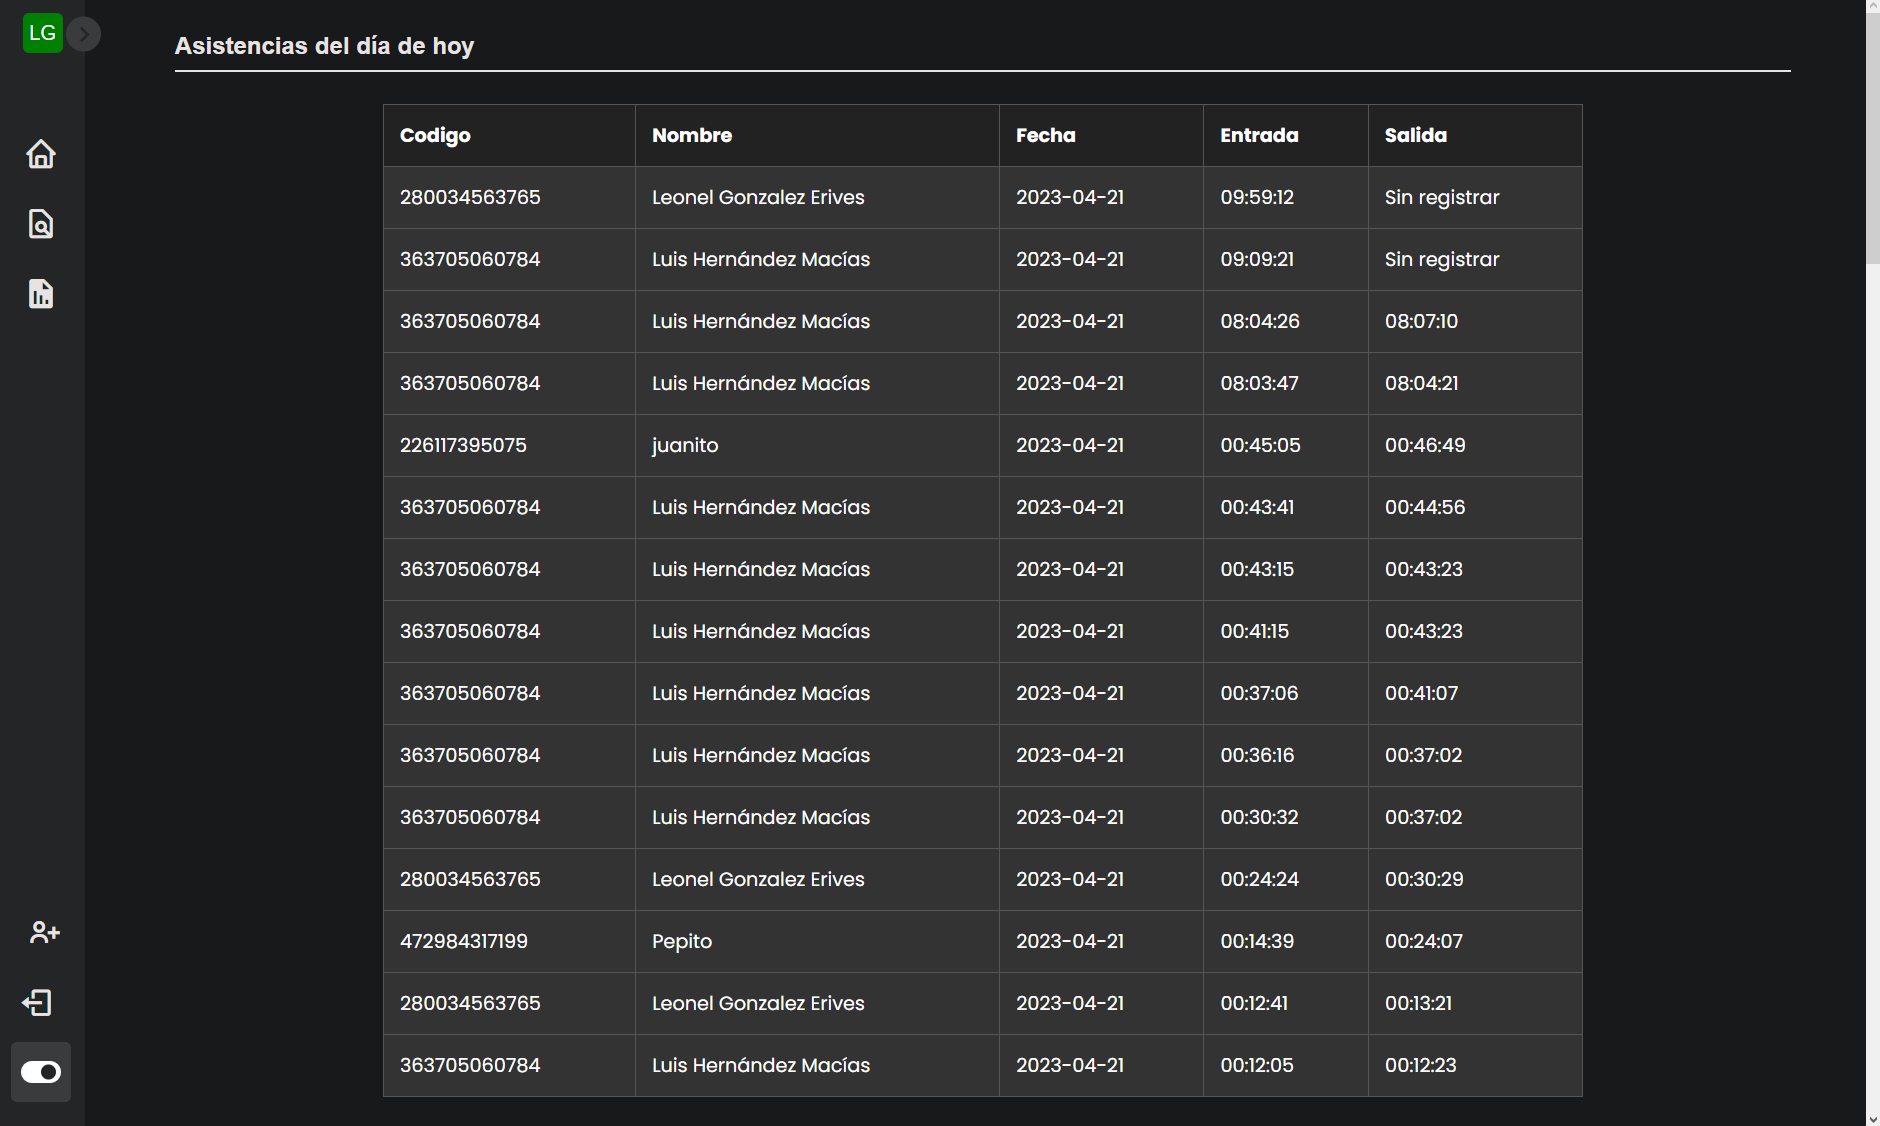 LG
Asistencias del día de hoy
Codigo Nombre Fecha Entrada Salida
280034563765 Leonel Gonzalez Erives 2023-04-21 09:59:12 Sin registrar
363705060784 Luis Hernández Macías 2023-04-21 09:09:21 Sin registrar
363705060784 Luis Hernández Macías 2023-04-21 08:04:26 08:07:10
363705060784 Luis Hernández Macías 2023-04-21 08:03:47 08:04:21
226117395075 juanito 2023-04-21 00:45:05 00:46:49
363705060784 Luis Hernández Macías 2023-04-21 00:43:41 00:44:56
363705060784 Luis Hernández Macías 2023-04-21 00:43:15 00:43:23
363705060784 Luis Hernández Macías 2023-04-21 00:41:15 00:43:23
363705060784 Luis Hernández Macías 2023-04-21 00:37:06 00:41:07
363705060784 Luis Hernández Macías 2023-04-21 00:36:16 00:37:02
363705060784 Luis Hernández Macías 2023-04-21 00:30:32 00:37:02
280034563765 Leonel Gonzalez Erives 2023-04-21 00:24:24 00:30:29
472984317199 Pepito 2023-04-21 00:14:39 00:24:07
280034563765 Leonel Gonzalez Erives 2023-04-21 00:12:41 00:13:21
363705060784 Luis Hernández Macías 2023-04-21 00:12:05 00:12:23